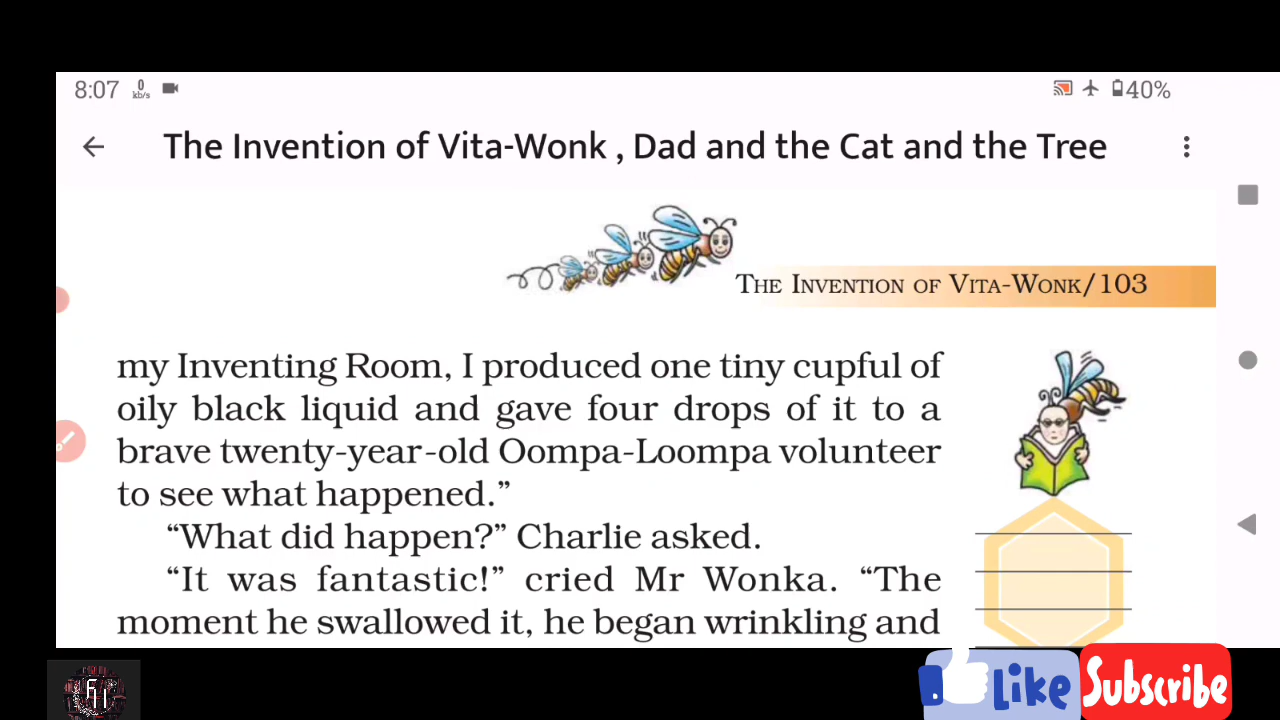 8:07 0 kb/s 40%
The Invention of Vita-Wonk , Dad and the Cat and the Tree
THE INVENTION OF VITA-WONK/103
my Inventing Room, I produced one tiny cupful of
oily black liquid and gave four drops of it to a
brave twenty-year-old Oompa-Loompa volunteer
to see what happened.”
“What did happen?” Charlie asked.
“It was fantastic!” cried Mr Wonka. “The
moment he swallowed it, he began wrinkling and
Like Subscribe